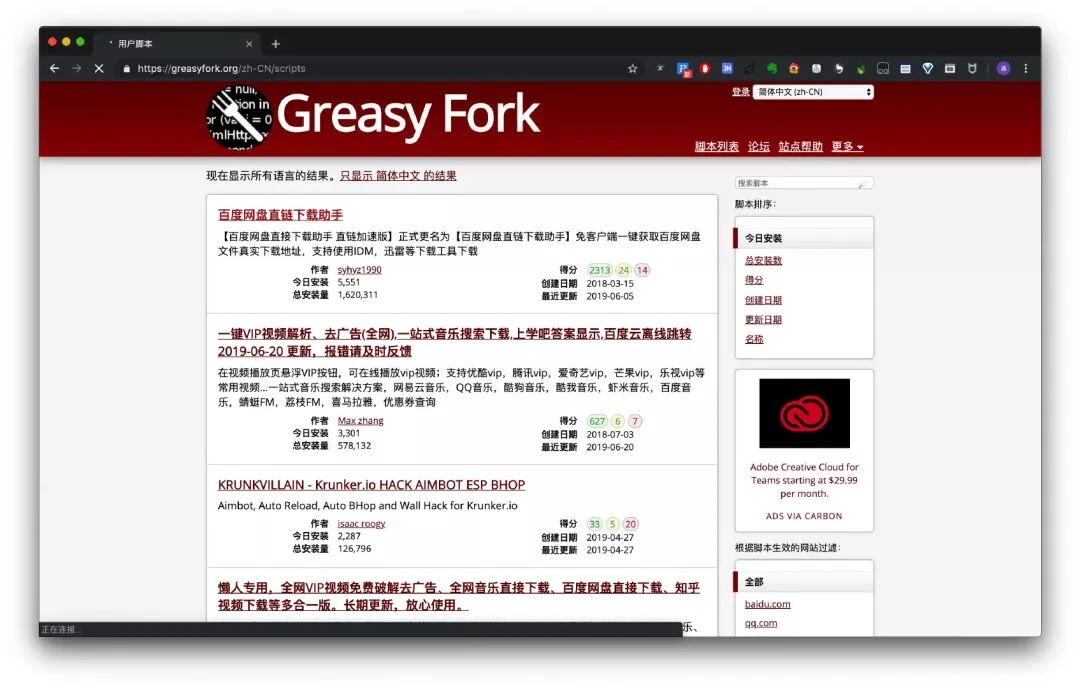 用户脚本
https://greasyfork.org/zh-CN/scripts
null,
or (va i = 0
Greasy Fork
登录 简体中文 (zh-CN)
脚本列表 论坛 站点帮助 更多
现在显示所有语言的结果。只显示 简体中文 的结果
百度网盘直链下载助手
【百度网盘直接下载助手 直链加速版】正式更名为【百度网盘直链下载助手】免客户端一键获取百度网盘
文件真实下载地址，支持使用IDM，迅雷等下载工具下载
作者 syhyz1990 得分 2313 24 14
今日安装 5,551 创建日期 2018-03-15
总安装量 1,620,311 最近更新 2019-06-05
一键VIP视频解析、去广告(全网),一站式音乐搜索下载,上学吧答案显示,百度云离线跳转
2019-06-20 更新，报错请及时反馈
在视频播放页悬浮VIP按钮，可在线播放vip视频；支持优酷vip，腾讯vip，爱奇艺vip，芒果vip，乐视vip等
常用视频...一站式音乐搜索解决方案，网易云音乐，QQ音乐，酷狗音乐，酷我音乐，虾米音乐，百度音
乐，蜻蜓FM，荔枝FM，喜马拉雅，优惠券查询
作者 Max zhang 得分 627 6 7
今日安装 3,301 创建日期 2018-07-03
总安装量 578,132 最近更新 2019-06-20
KRUNKVILLAIN - Krunker.io HACK AIMBOT ESP BHOP
Aimbot, Auto Reload, Auto BHop and Wall Hack for Krunker.io
作者 isaac roogy 得分 33 5 20
今日安装 2,287 创建日期 2019-04-27
总安装量 126,796 最近更新 2019-04-27
懒人专用，全网VIP视频免费破解去广告、全网音乐直接下载、百度网盘直接下载、知乎
视频下载等多合一版。长期更新，放心使用。
乐、
正在连接...
搜索脚本
脚本排序：
今日安装
总安装数
得分
创建日期
更新日期
名称
Adobe Creative Cloud for
Teams starting at $29.99
per month.
ADS VIA CARBON
根据脚本生效的网站过滤：
全部
baidu.com
qq.com